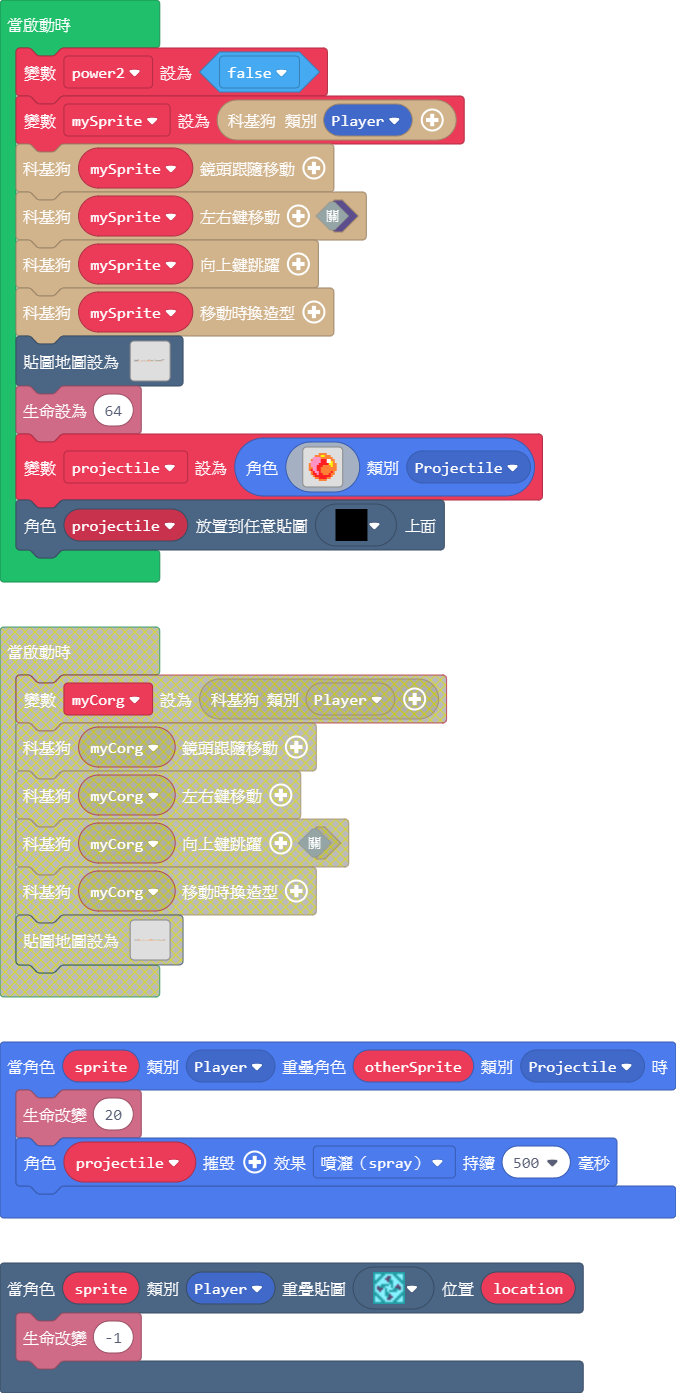 當啟動時
變數 power2 設為 false
變數 mySprite 設為 科基狗 類別 Player
科基狗 mySprite 鏡頭跟隨移動
科基狗 mySprite 左右鍵移動 關
科基狗 mySprite 向上鍵跳躍
科基狗 mySprite 移動時換造型
貼圖地圖設為
生命設為 64
變數 projectile 設為 角色 類別 Projectile
角色 projectile 放置到任意貼圖 上面
當啟動時
變數 myCorg 設為 科基狗 類別 Player
科基狗 myCorg 鏡頭跟隨移動
科基狗 myCorg 左右鍵移動
科基狗 myCorg 向上鍵跳躍 關
科基狗 myCorg 移動時換造型
貼圖地圖設為
當角色 sprite 類別 Player 重疊角色 otherSprite 類別 Projectile 時
生命改變 20
角色 projectile 摧毀 效果 噴灑（spray） 持續 500 毫秒
當角色 sprite 類別 Player 重疊貼圖 位置 location
生命改變 -1